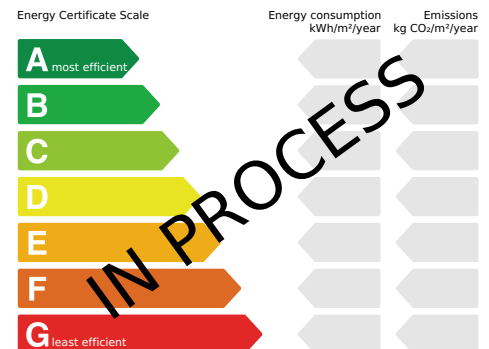 Energy Certificate Scale
Energy consumption
kWh/m²/year
Emissions
kg CO₂/m²/year
A most efficient
B
C
D
E
F
G least efficient
IN PROCESS